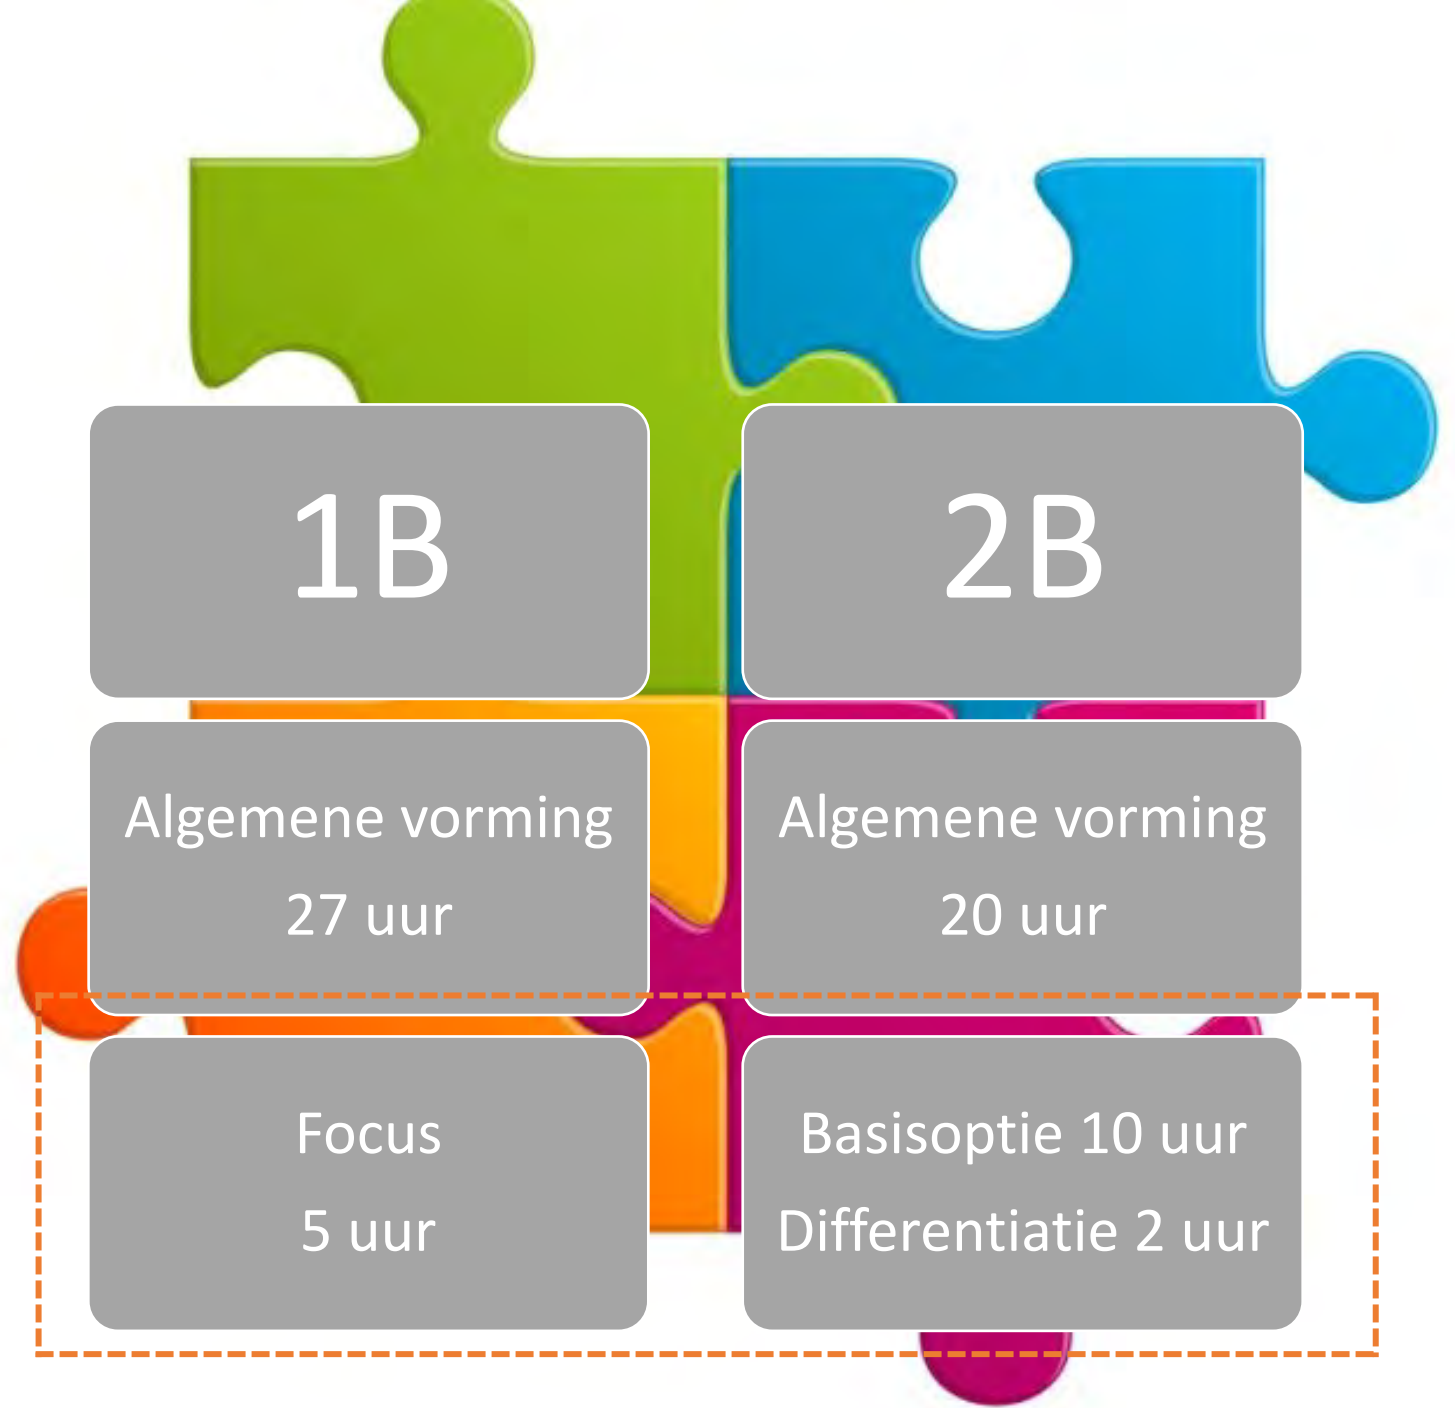 1B
2B
Algemene vorming
27 uur
Algemene vorming
20 uur
Focus
5 uur
Basisoptie 10 uur
Differentiatie 2 uur